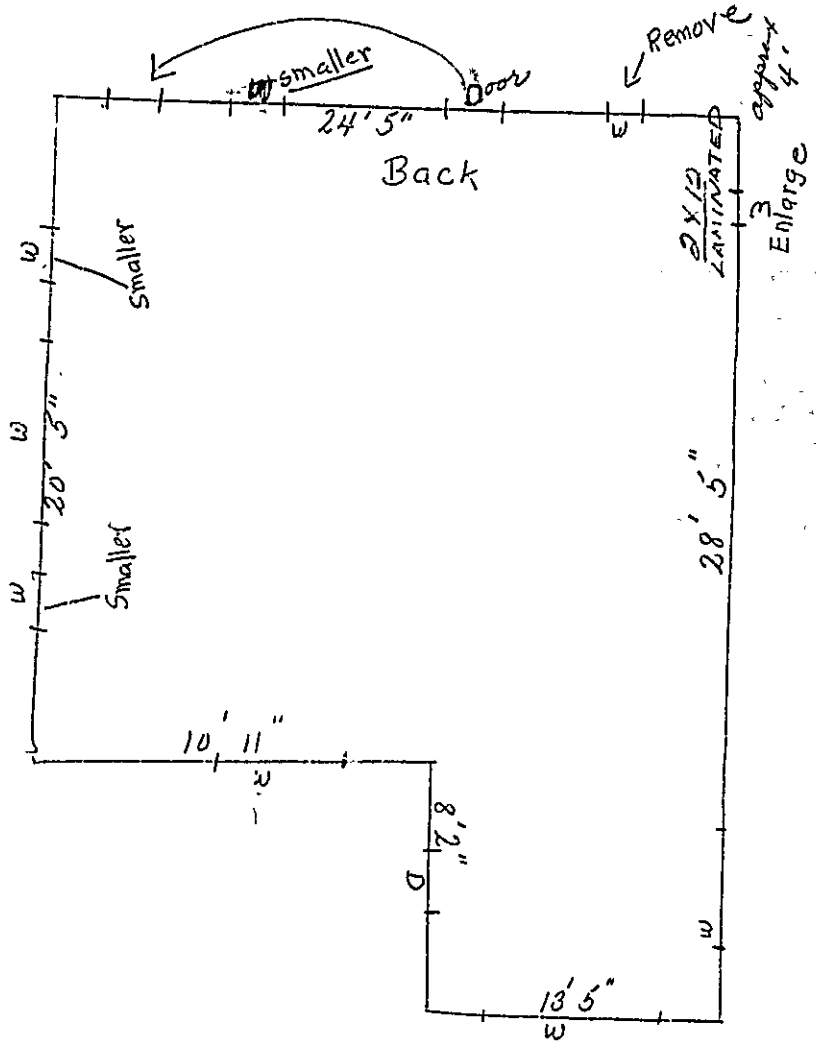 Remove
approx
4'
smaller
Door
24' 5"
W
Back
2 X 12
LAMINATED
3
Enlarge
W
smaller
W
20' 5"
W
Smaller
28' 5"
10' 11"
8' 2"
D
W
13' 5"
W